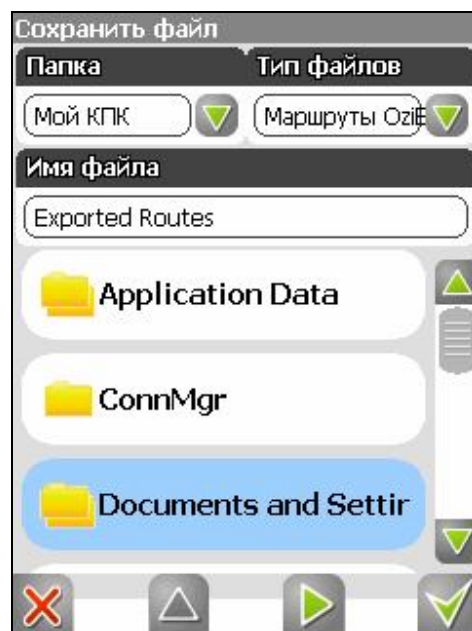 Сохранить файл
Папка Тип файлов
Мой КПК Маршруты Ozi
Имя файла
Exported Routes
Application Data
ConnMgr
Documents and Settir